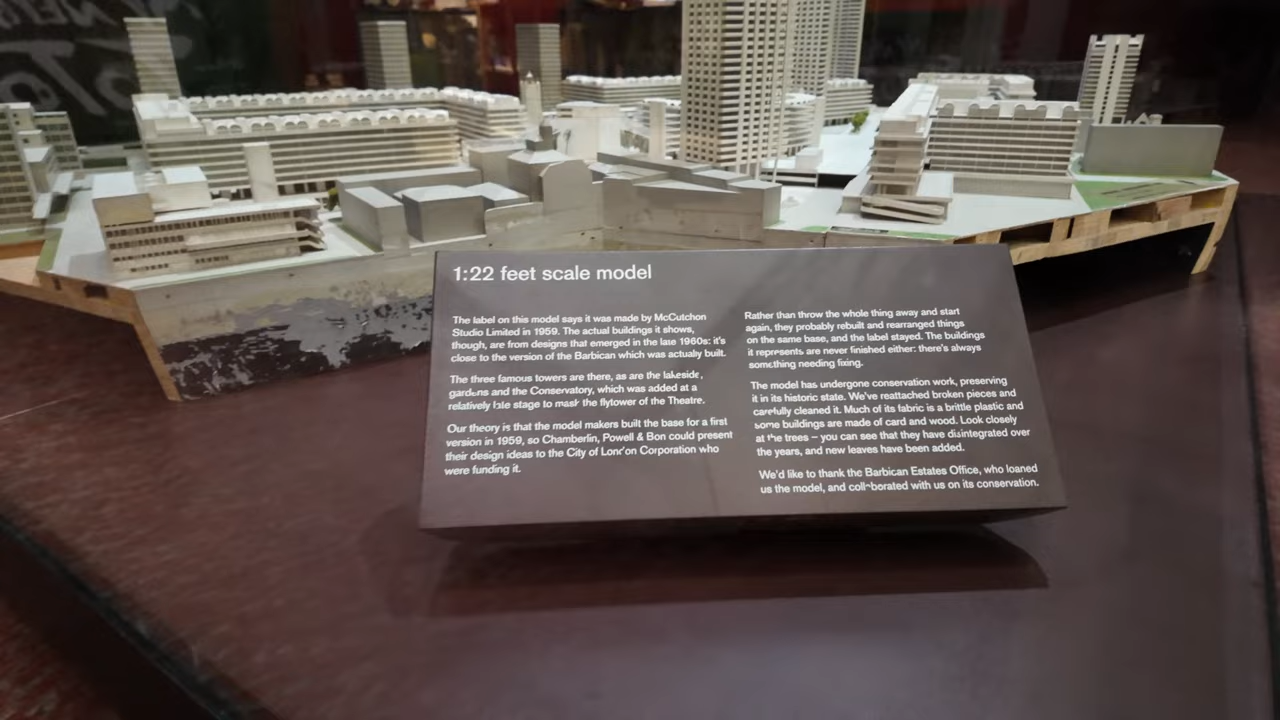 1:22 feet scale model
The label on this model says it was made by McCutchon
Studio Limited in 1959. The actual buildings it shows,
though, are from designs that emerged in the late 1960s: it's
close to the version of the Barbican which was actually built.
The three famous towers are there, as are the lakeside,
gardens and the Conservatory, which was added at a
relatively late stage to mask the flytower of the Theatre.
Our theory is that the model makers built the base for a first
version in 1959, so Chamberlin, Powell & Bon could present
their design ideas to the City of London Corporation who
were funding it.
Rather than throw the whole thing away and start
again, they probably rebuilt and rearranged things
on the same base, and the label stayed. The buildings
it represents are never finished either: there's always
something needing fixing.
The model has undergone conservation work, preserving
it in its historic state. We've reattached broken pieces and
carefully cleaned it. Much of its fabric is a brittle plastic and
some buildings are made of card and wood. Look closely
at the trees – you can see that they have disintegrated over
the years, and new leaves have been added.
We'd like to thank the Barbican Estates Office, who loaned
us the model, and collaborated with us on its conservation.